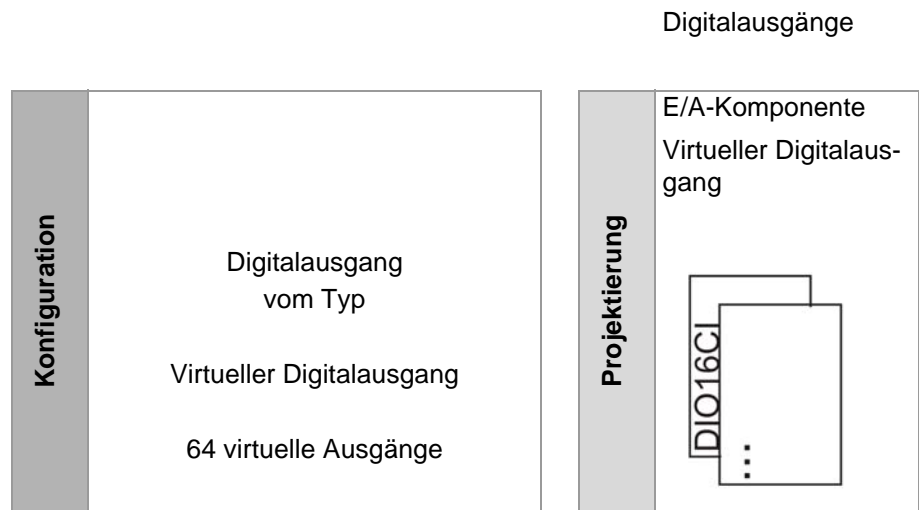 Digitalausgänge
Konfiguration
Digitalausgang
vom Typ
Virtueller Digitalausgang
64 virtuelle Ausgänge
Projektierung
E/A-Komponente
Virtueller Digitalaus-
gang
DIO16CI
...